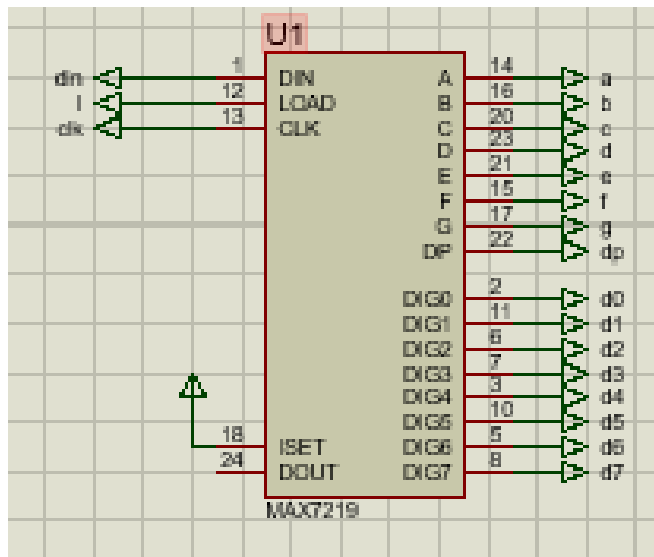 U1
din 1 DIN A 14 a
l 12 LOAD B 16 b
clk 13 CLK C 20 c
D 23 d
E 21 e
F 15 f
G 17 g
DP 22 dp
DIG0 2 d0
DIG1 11 d1
DIG2 6 d2
DIG3 7 d3
DIG4 3 d4
DIG5 10 d5
18 ISET DIG6 5 d6
24 DOUT DIG7 8 d7
MAX7219